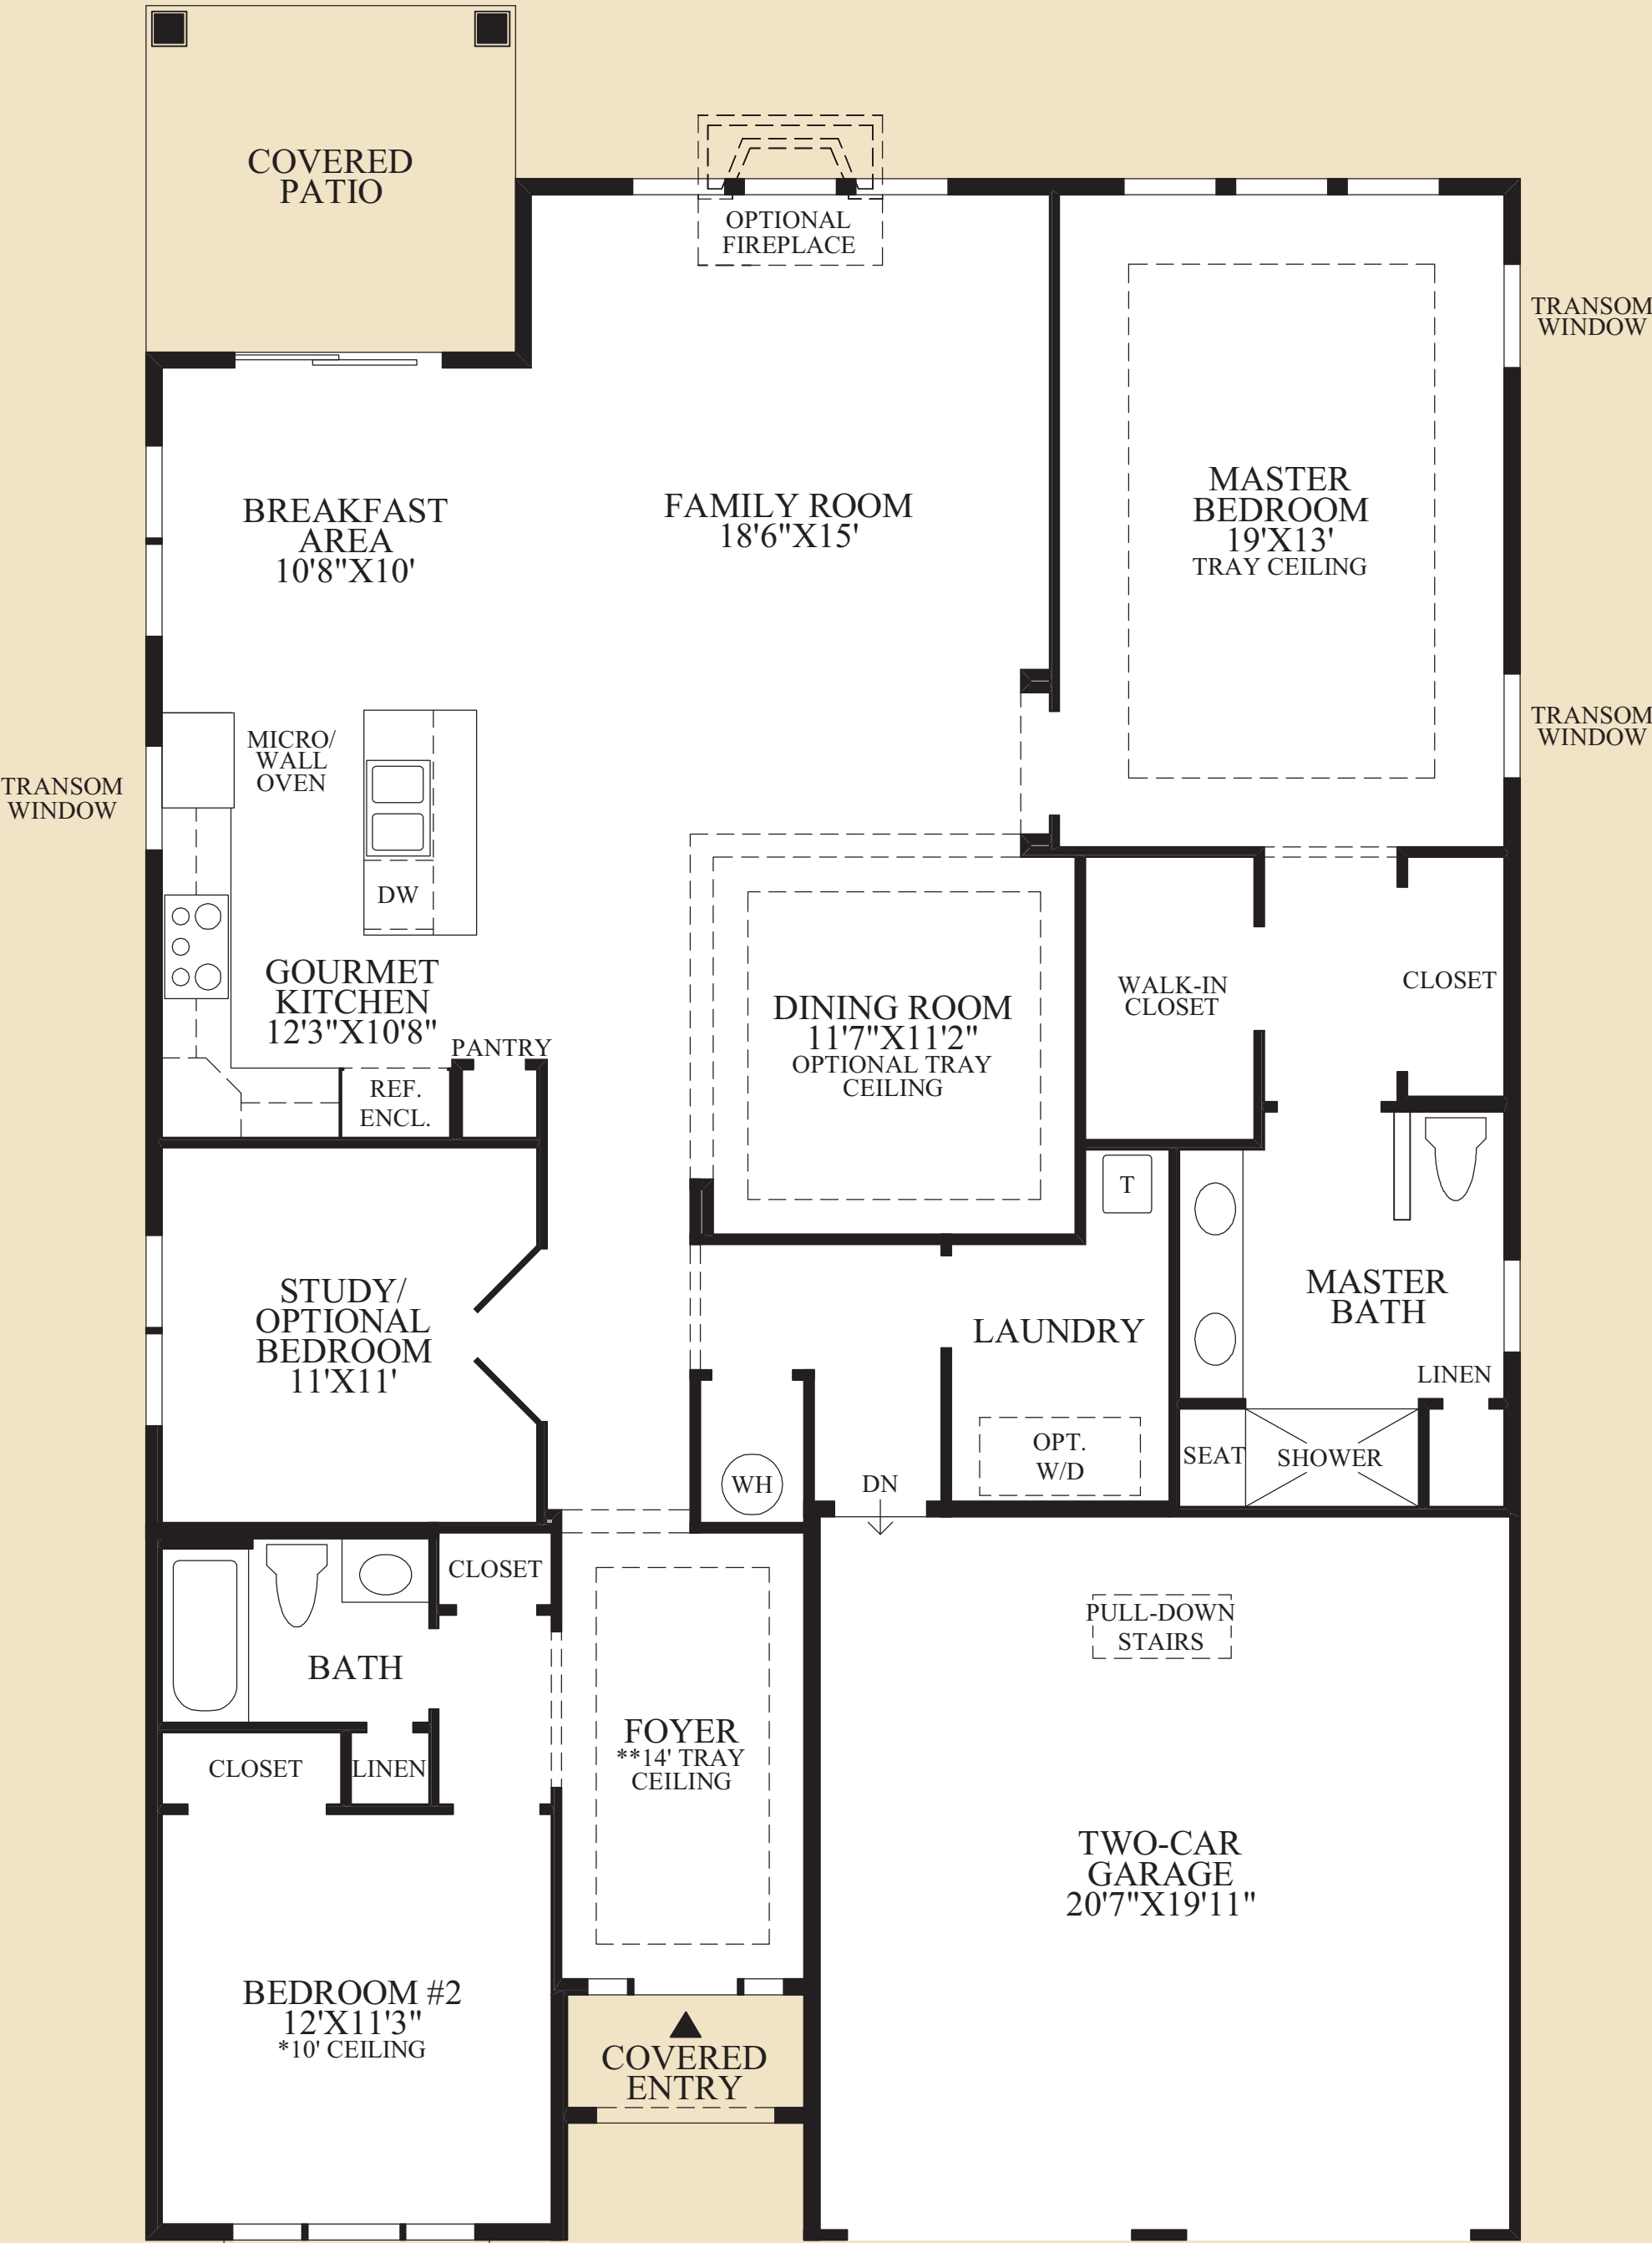 COVERED
PATIO
OPTIONAL
FIREPLACE
TRANSOM
WINDOW
BREAKFAST
AREA
10'8"X10'
FAMILY ROOM
18'6"X15'
MASTER
BEDROOM
19'X13'
TRAY CEILING
TRANSOM
WINDOW
MICRO/
WALL
OVEN
TRANSOM
WINDOW
DW
GOURMET
KITCHEN
12'3"X10'8"
PANTRY
REF.
ENCL.
DINING ROOM
11'7"X11'2"
OPTIONAL TRAY
CEILING
WALK-IN
CLOSET
CLOSET
T
STUDY/
OPTIONAL
BEDROOM
11'X11'
LAUNDRY
MASTER
BATH
LINEN
OPT.
W/D
SEAT
SHOWER
WH
DN
CLOSET
BATH
PULL-DOWN
STAIRS
CLOSET
LINEN
FOYER
**14' TRAY
CEILING
TWO-CAR
GARAGE
20'7"X19'11"
BEDROOM #2
12'X11'3"
*10' CEILING
COVERED
ENTRY